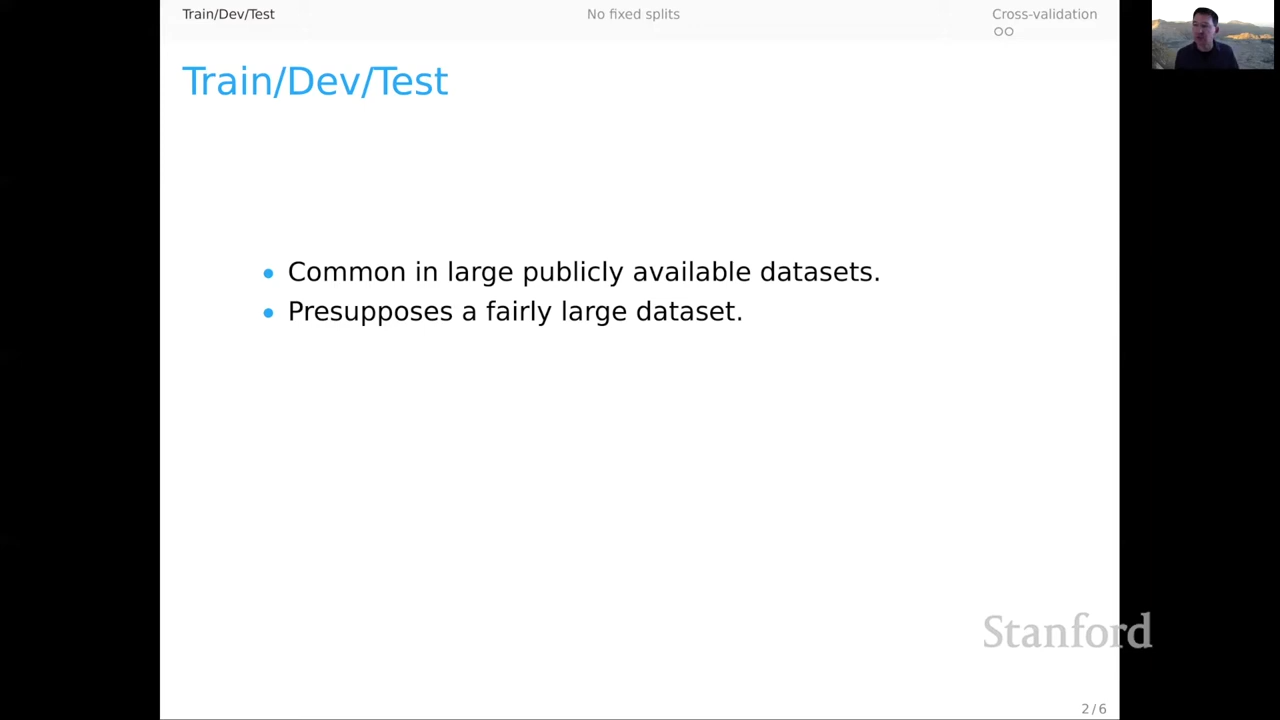 Train/Dev/Test No fixed splits Cross-validation
Train/Dev/Test
• Common in large publicly available datasets.
• Presupposes a fairly large dataset.
Stanford
2/6